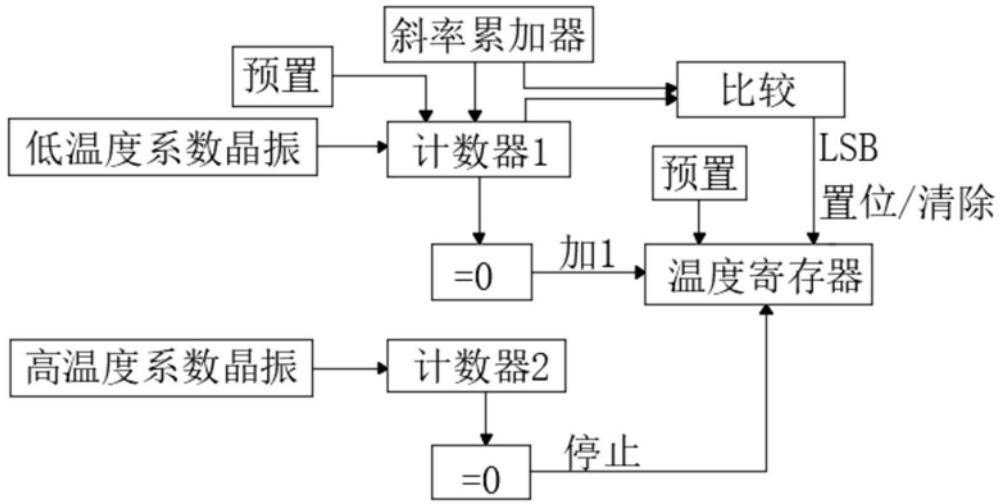 斜率累加器
预置
比较
低温度系数晶振
计数器1
LSB
预置
置位/清除
=0
加1
温度寄存器
高温度系数晶振
计数器2
=0
停止